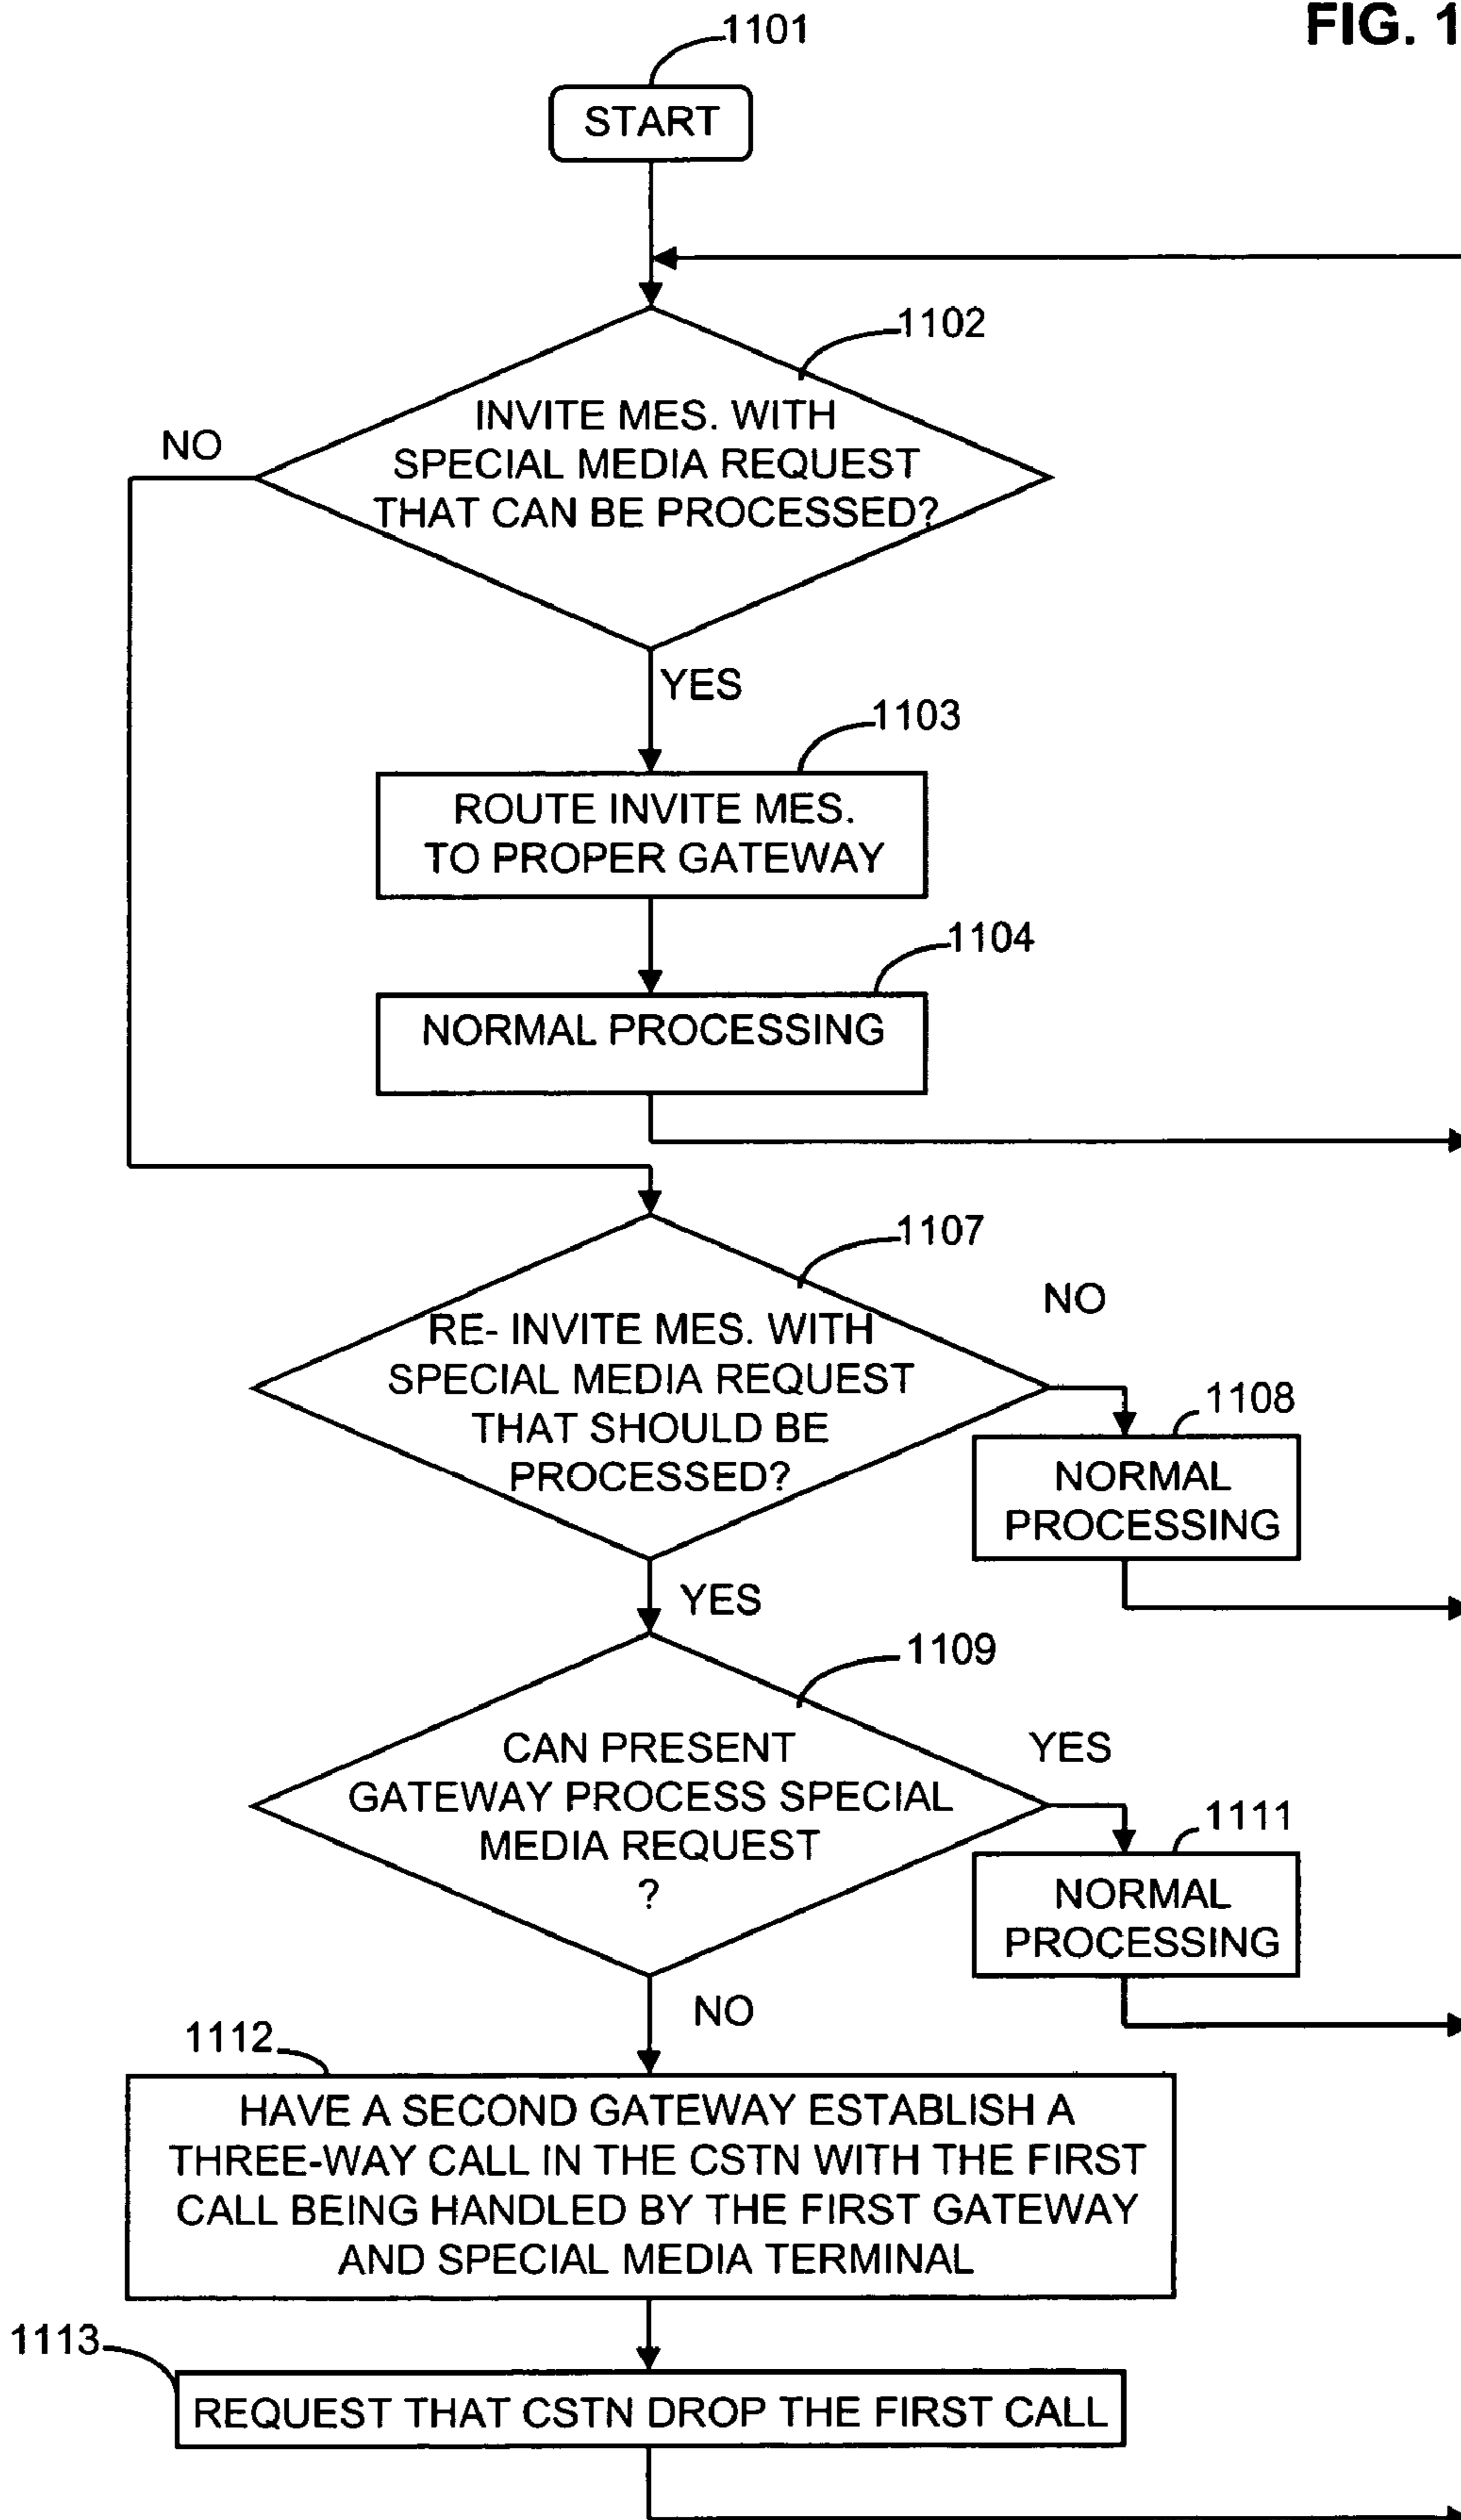 FIG. 1
1101
START
1102
INVITE MES. WITH
SPECIAL MEDIA REQUEST
THAT CAN BE PROCESSED?
NO
YES
1103
ROUTE INVITE MES.
TO PROPER GATEWAY
1104
NORMAL PROCESSING
1107
RE- INVITE MES. WITH
SPECIAL MEDIA REQUEST
THAT SHOULD BE
PROCESSED?
NO
1108
NORMAL
PROCESSING
YES
1109
CAN PRESENT
GATEWAY PROCESS SPECIAL
MEDIA REQUEST
?
YES
1111
NORMAL
PROCESSING
NO
1112
HAVE A SECOND GATEWAY ESTABLISH A
THREE-WAY CALL IN THE CSTN WITH THE FIRST
CALL BEING HANDLED BY THE FIRST GATEWAY
AND SPECIAL MEDIA TERMINAL
1113
REQUEST THAT CSTN DROP THE FIRST CALL